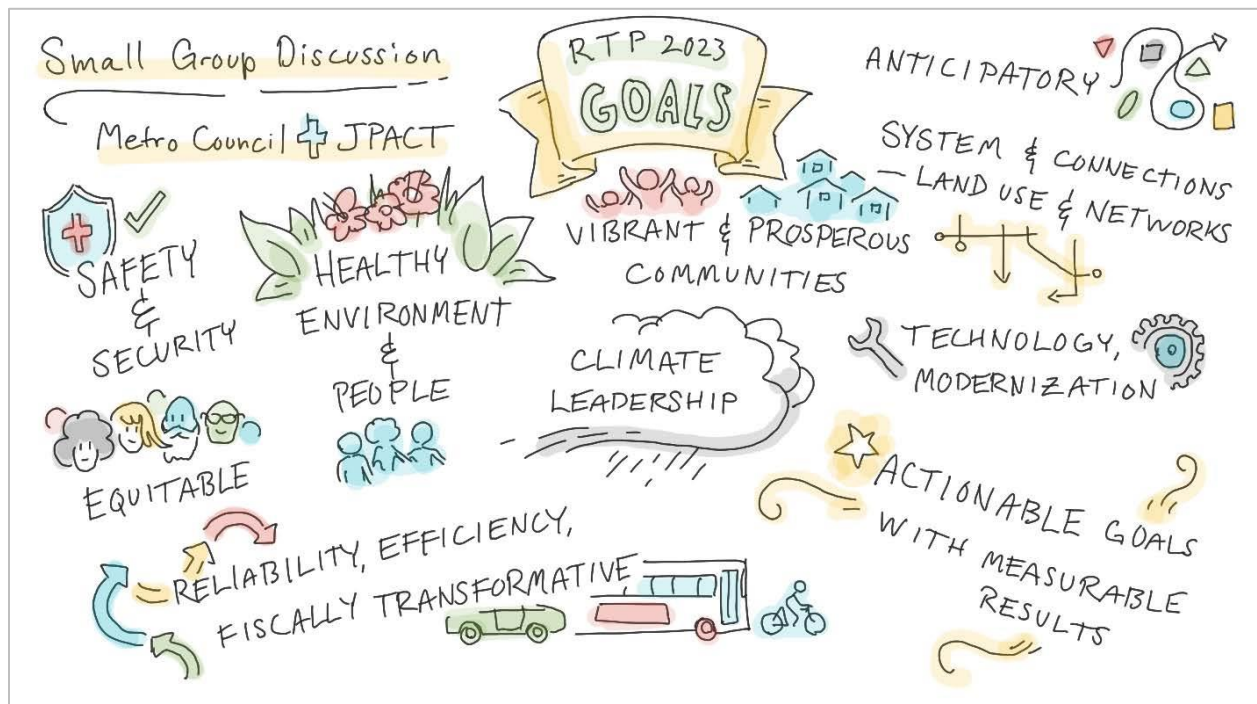 Small Group Discussion
Metro Council + JPACT
RTP 2023
GOALS
SAFETY
&
SECURITY
HEALTHY
ENVIRONMENT
&
PEOPLE
VIBRANT & PROSPEROUS
COMMUNITIES
ANTICIPATORY
SYSTEM & CONNECTIONS
— LAND USE &
NETWORKS
CLIMATE
LEADERSHIP
TECHNOLOGY,
MODERNIZATION
EQUITABLE
RELIABILITY, EFFICIENCY,
FISCALLY TRANSFORMATIVE
ACTIONABLE GOALS
WITH MEASURABLE
RESULTS